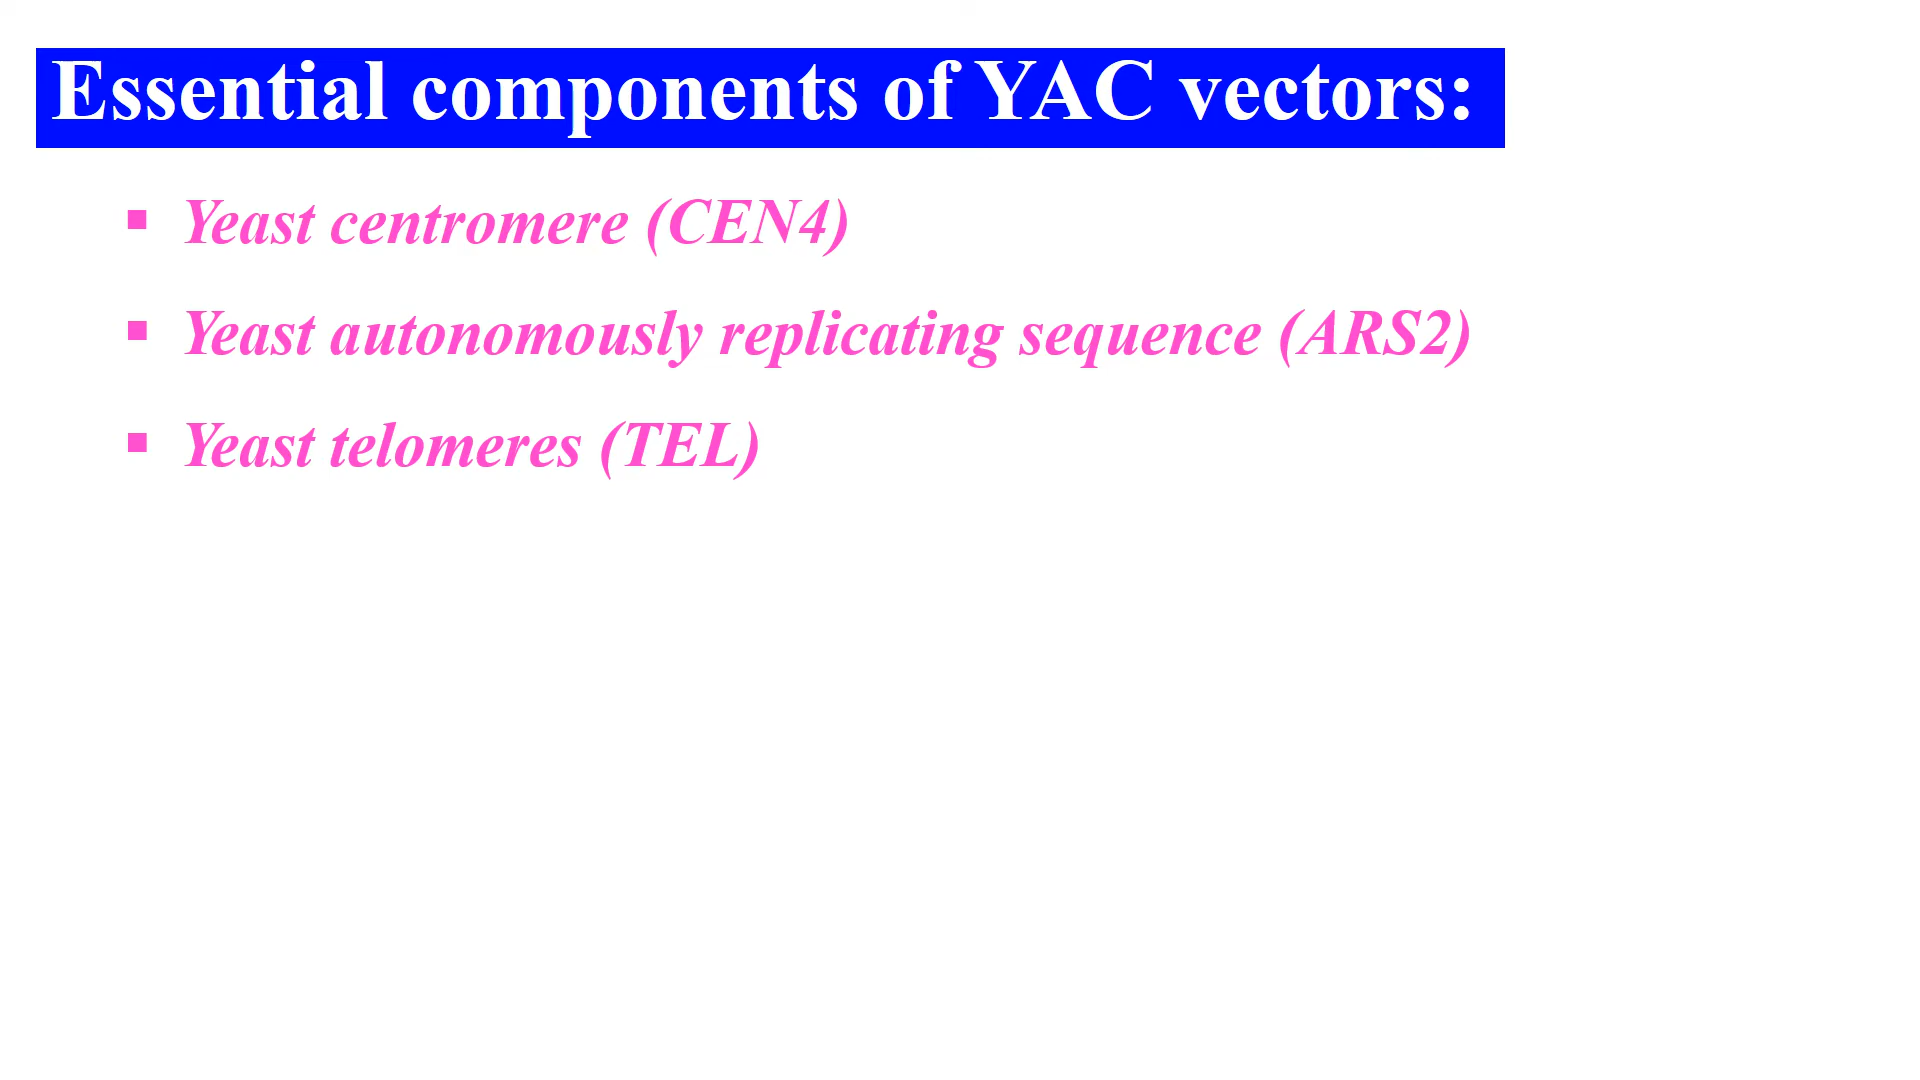 Essential components of YAC vectors:
▪ Yeast centromere (CEN4)
▪ Yeast autonomously replicating sequence (ARS2)
▪ Yeast telomeres (TEL)